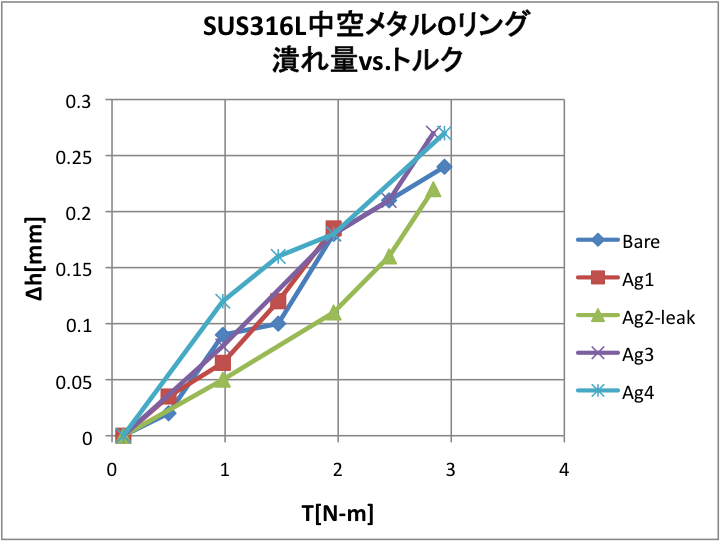 SUS316L中空メタルOリング
潰れ量vs.トルク
0.3
0.25
0.2
0.15
0.1
0.05
0
Δh[mm]
0 1 2 3 4
T[N-m]
Bare
Ag1
Ag2-leak
Ag3
Ag4